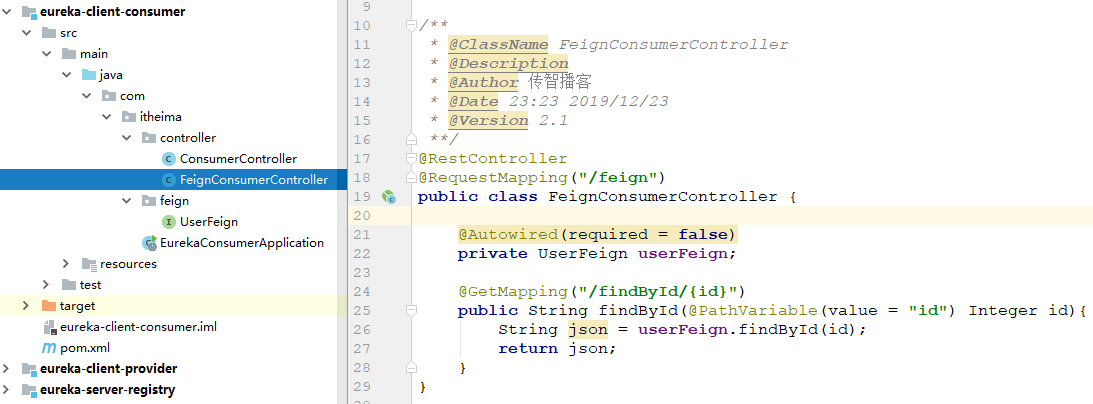 eureka-client-consumer
src
main
java
com
itheima
controller
ConsumerController
FeignConsumerController
feign
UserFeign
EurekaConsumerApplication
resources
test
target
eureka-client-consumer.iml
pom.xml
eureka-client-provider
eureka-server-registry
9
10 /**
11 * @ClassName FeignConsumerController
12 * @Description
13 * @Author 传智播客
14 * @Date 23:23 2019/12/23
15 * @Version 2.1
16 **/
17 @RestController
18 @RequestMapping("/feign")
19 public class FeignConsumerController {
20
21 @Autowired(required = false)
22 private UserFeign userFeign;
23
24 @GetMapping("/findById/{id}")
25 public String findById(@PathVariable(value = "id") Integer id){
26 String json = userFeign.findById(id);
27 return json;
28 }
29 }